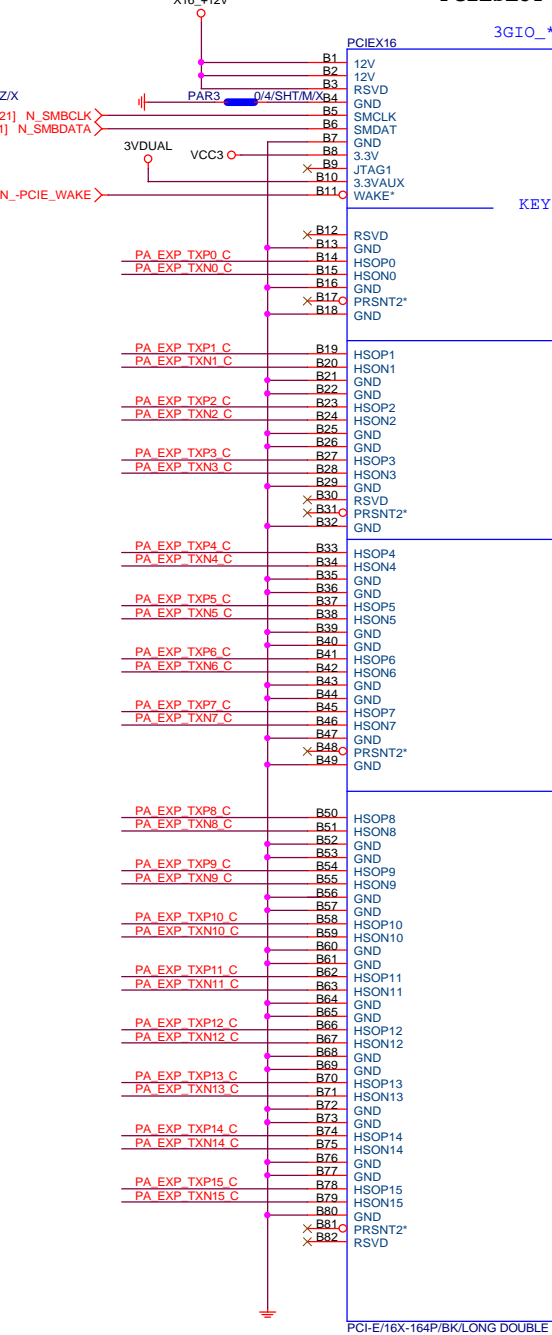 X16_+12V
3GIO_*
PCIEX16
B1 12V
B2 12V
B3 RSVD
Z/X PAR3 0/4/SHT/M/X B4 GND
21] N_SMBCLK B5 SMCLK
1] N_SMBDATA B6 SMDAT
B7 GND
3VDUAL VCC3 B8 3.3V
B9 JTAG1
B10 3.3VAUX
N_-PCIE_WAKE B11 WAKE*
KEY
B12 RSVD
B13 GND
PA_EXP_TXP0_C B14 HSOP0
PA_EXP_TXN0_C B15 HSON0
B16 GND
B17 PRSNT2*
B18 GND
PA_EXP_TXP1_C B19 HSOP1
PA_EXP_TXN1_C B20 HSON1
B21 GND
B22 GND
PA_EXP_TXP2_C B23 HSOP2
PA_EXP_TXN2_C B24 HSON2
B25 GND
B26 GND
PA_EXP_TXP3_C B27 HSOP3
PA_EXP_TXN3_C B28 HSON3
B29 GND
B30 RSVD
B31 PRSNT2*
B32 GND
PA_EXP_TXP4_C B33 HSOP4
PA_EXP_TXN4_C B34 HSON4
B35 GND
B36 GND
PA_EXP_TXP5_C B37 HSOP5
PA_EXP_TXN5_C B38 HSON5
B39 GND
B40 GND
PA_EXP_TXP6_C B41 HSOP6
PA_EXP_TXN6_C B42 HSON6
B43 GND
B44 GND
PA_EXP_TXP7_C B45 HSOP7
PA_EXP_TXN7_C B46 HSON7
B47 GND
B48 PRSNT2*
B49 GND
PA_EXP_TXP8_C B50 HSOP8
PA_EXP_TXN8_C B51 HSON8
B52 GND
B53 GND
PA_EXP_TXP9_C B54 HSOP9
PA_EXP_TXN9_C B55 HSON9
B56 GND
B57 GND
PA_EXP_TXP10_C B58 HSOP10
PA_EXP_TXN10_C B59 HSON10
B60 GND
B61 GND
PA_EXP_TXP11_C B62 HSOP11
PA_EXP_TXN11_C B63 HSON11
B64 GND
B65 GND
PA_EXP_TXP12_C B66 HSOP12
PA_EXP_TXN12_C B67 HSON12
B68 GND
B69 GND
PA_EXP_TXP13_C B70 HSOP13
PA_EXP_TXN13_C B71 HSON13
B72 GND
B73 GND
PA_EXP_TXP14_C B74 HSOP14
PA_EXP_TXN14_C B75 HSON14
B76 GND
B77 GND
PA_EXP_TXP15_C B78 HSOP15
PA_EXP_TXN15_C B79 HSON15
B80 GND
B81 PRSNT2*
B82 RSVD
PCI-E/16X-164P/BK/LONG DOUBLE